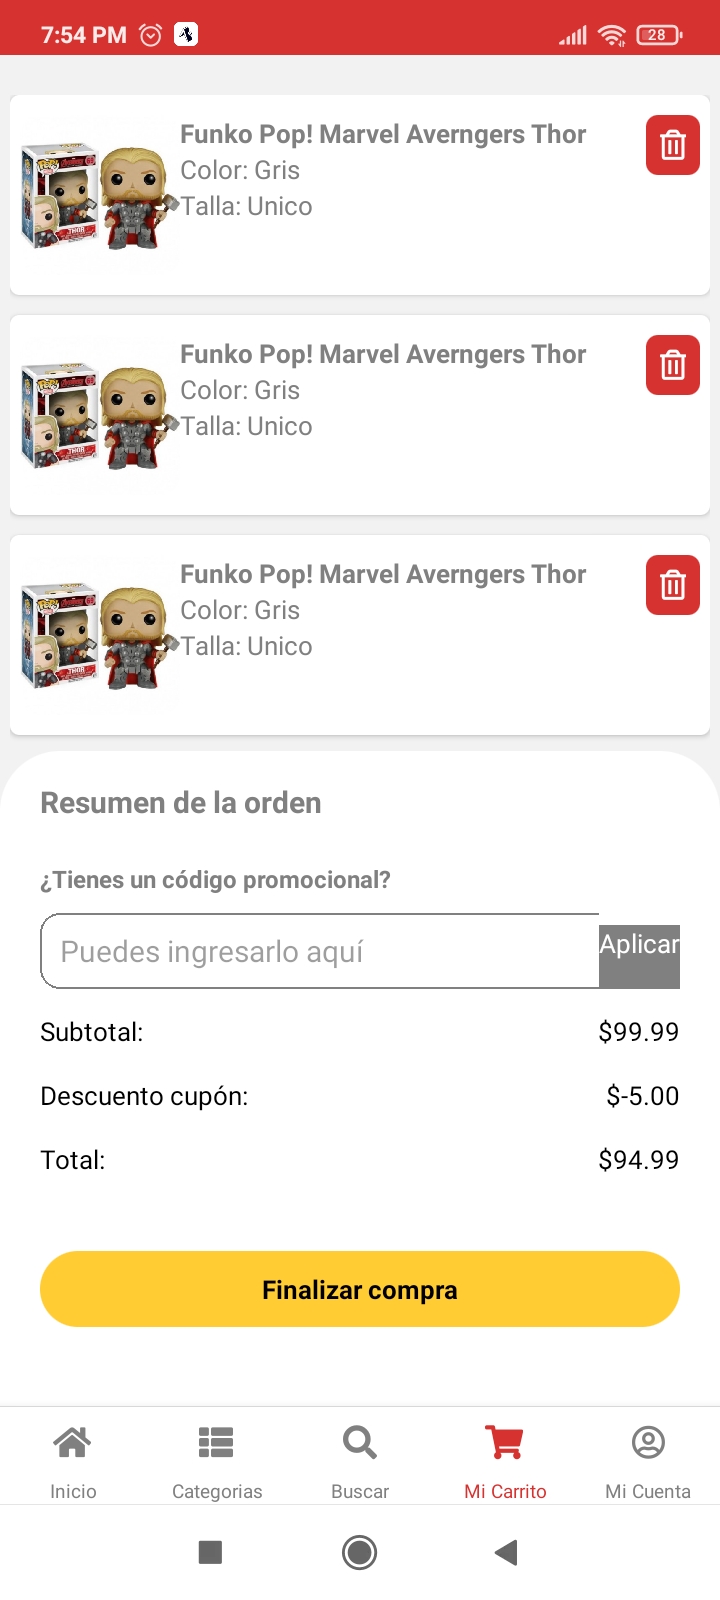 7:54 PM
28
Funko Pop! Marvel Averngers Thor
Color: Gris
Talla: Unico
Funko Pop! Marvel Averngers Thor
Color: Gris
Talla: Unico
Funko Pop! Marvel Averngers Thor
Color: Gris
Talla: Unico
Resumen de la orden
¿Tienes un código promocional?
Puedes ingresarlo aquí
Aplicar
Subtotal: $99.99
Descuento cupón: $-5.00
Total: $94.99
Finalizar compra
Inicio Categorias Buscar Mi Carrito Mi Cuenta